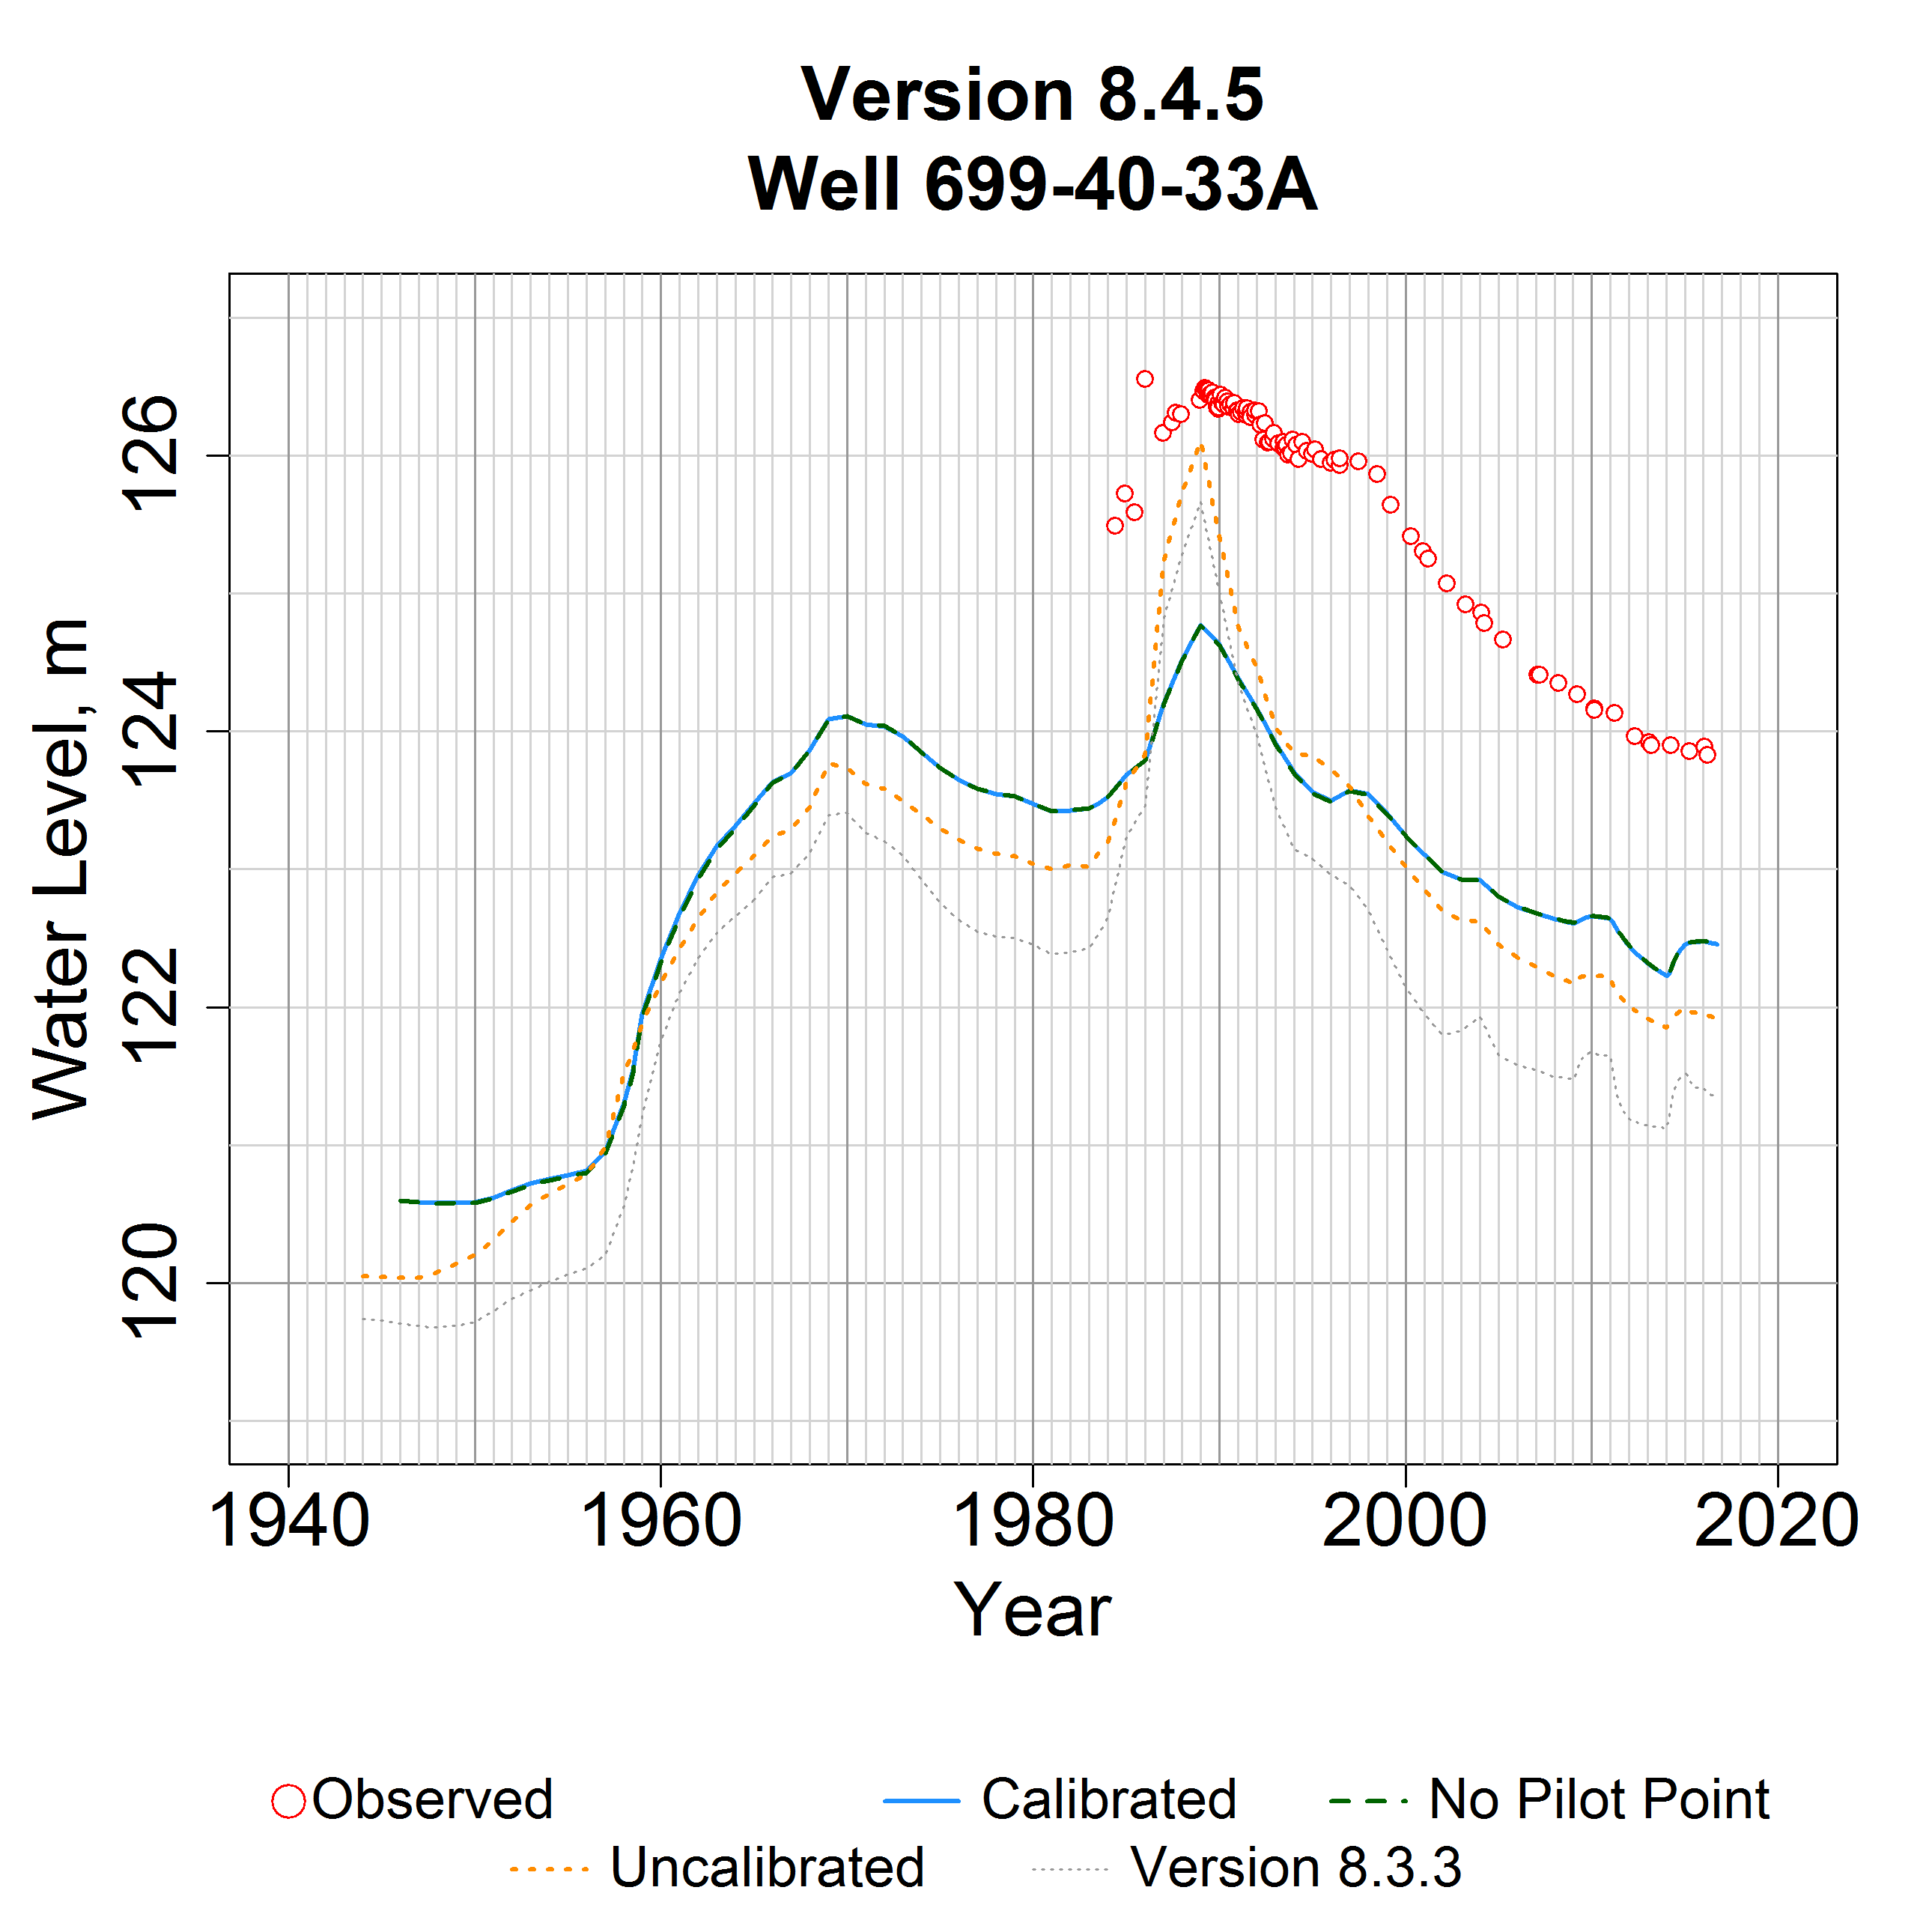 Version 8.4.5
Well 699-40-33A
Water Level, m
126
124
122
120
1940 1960 1980 2000 2020
Year
Observed Calibrated No Pilot Point
Uncalibrated Version 8.3.3